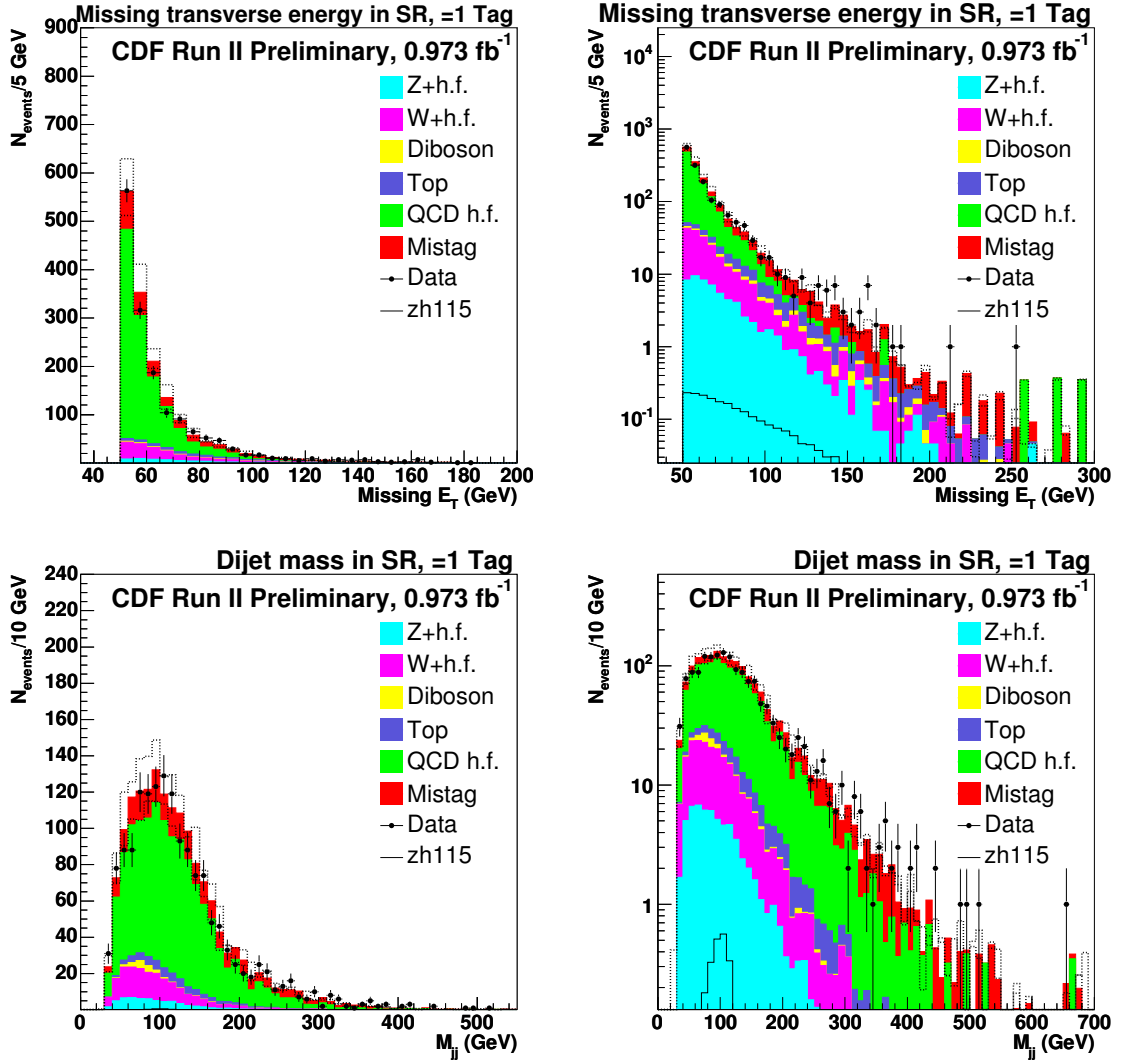 Missing transverse energy in SR, =1 Tag
N_events/5 GeV
900
800
700
600
500
400
300
200
100
CDF Run II Preliminary, 0.973 fb^-1
Z+h.f.
W+h.f.
Diboson
Top
QCD h.f.
Mistag
Data
zh115
40 60 80 100 120 140 160 180 200
Missing E_T (GeV)
Missing transverse energy in SR, =1 Tag
N_events/5 GeV
10^4
10^3
10^2
10
1
10^-1
CDF Run II Preliminary, 0.973 fb^-1
Z+h.f.
W+h.f.
Diboson
Top
QCD h.f.
Mistag
Data
zh115
50 100 150 200 250 300
Missing E_T (GeV)
Dijet mass in SR, =1 Tag
N_events/10 GeV
240
220
200
180
160
140
120
100
80
60
40
20
CDF Run II Preliminary, 0.973 fb^-1
Z+h.f.
W+h.f.
Diboson
Top
QCD h.f.
Mistag
Data
zh115
0 100 200 300 400 500
M_jj (GeV)
Dijet mass in SR, =1 Tag
N_events/10 GeV
10^2
10
1
CDF Run II Preliminary, 0.973 fb^-1
Z+h.f.
W+h.f.
Diboson
Top
QCD h.f.
Mistag
Data
zh115
0 100 200 300 400 500 600 700
M_jj (GeV)